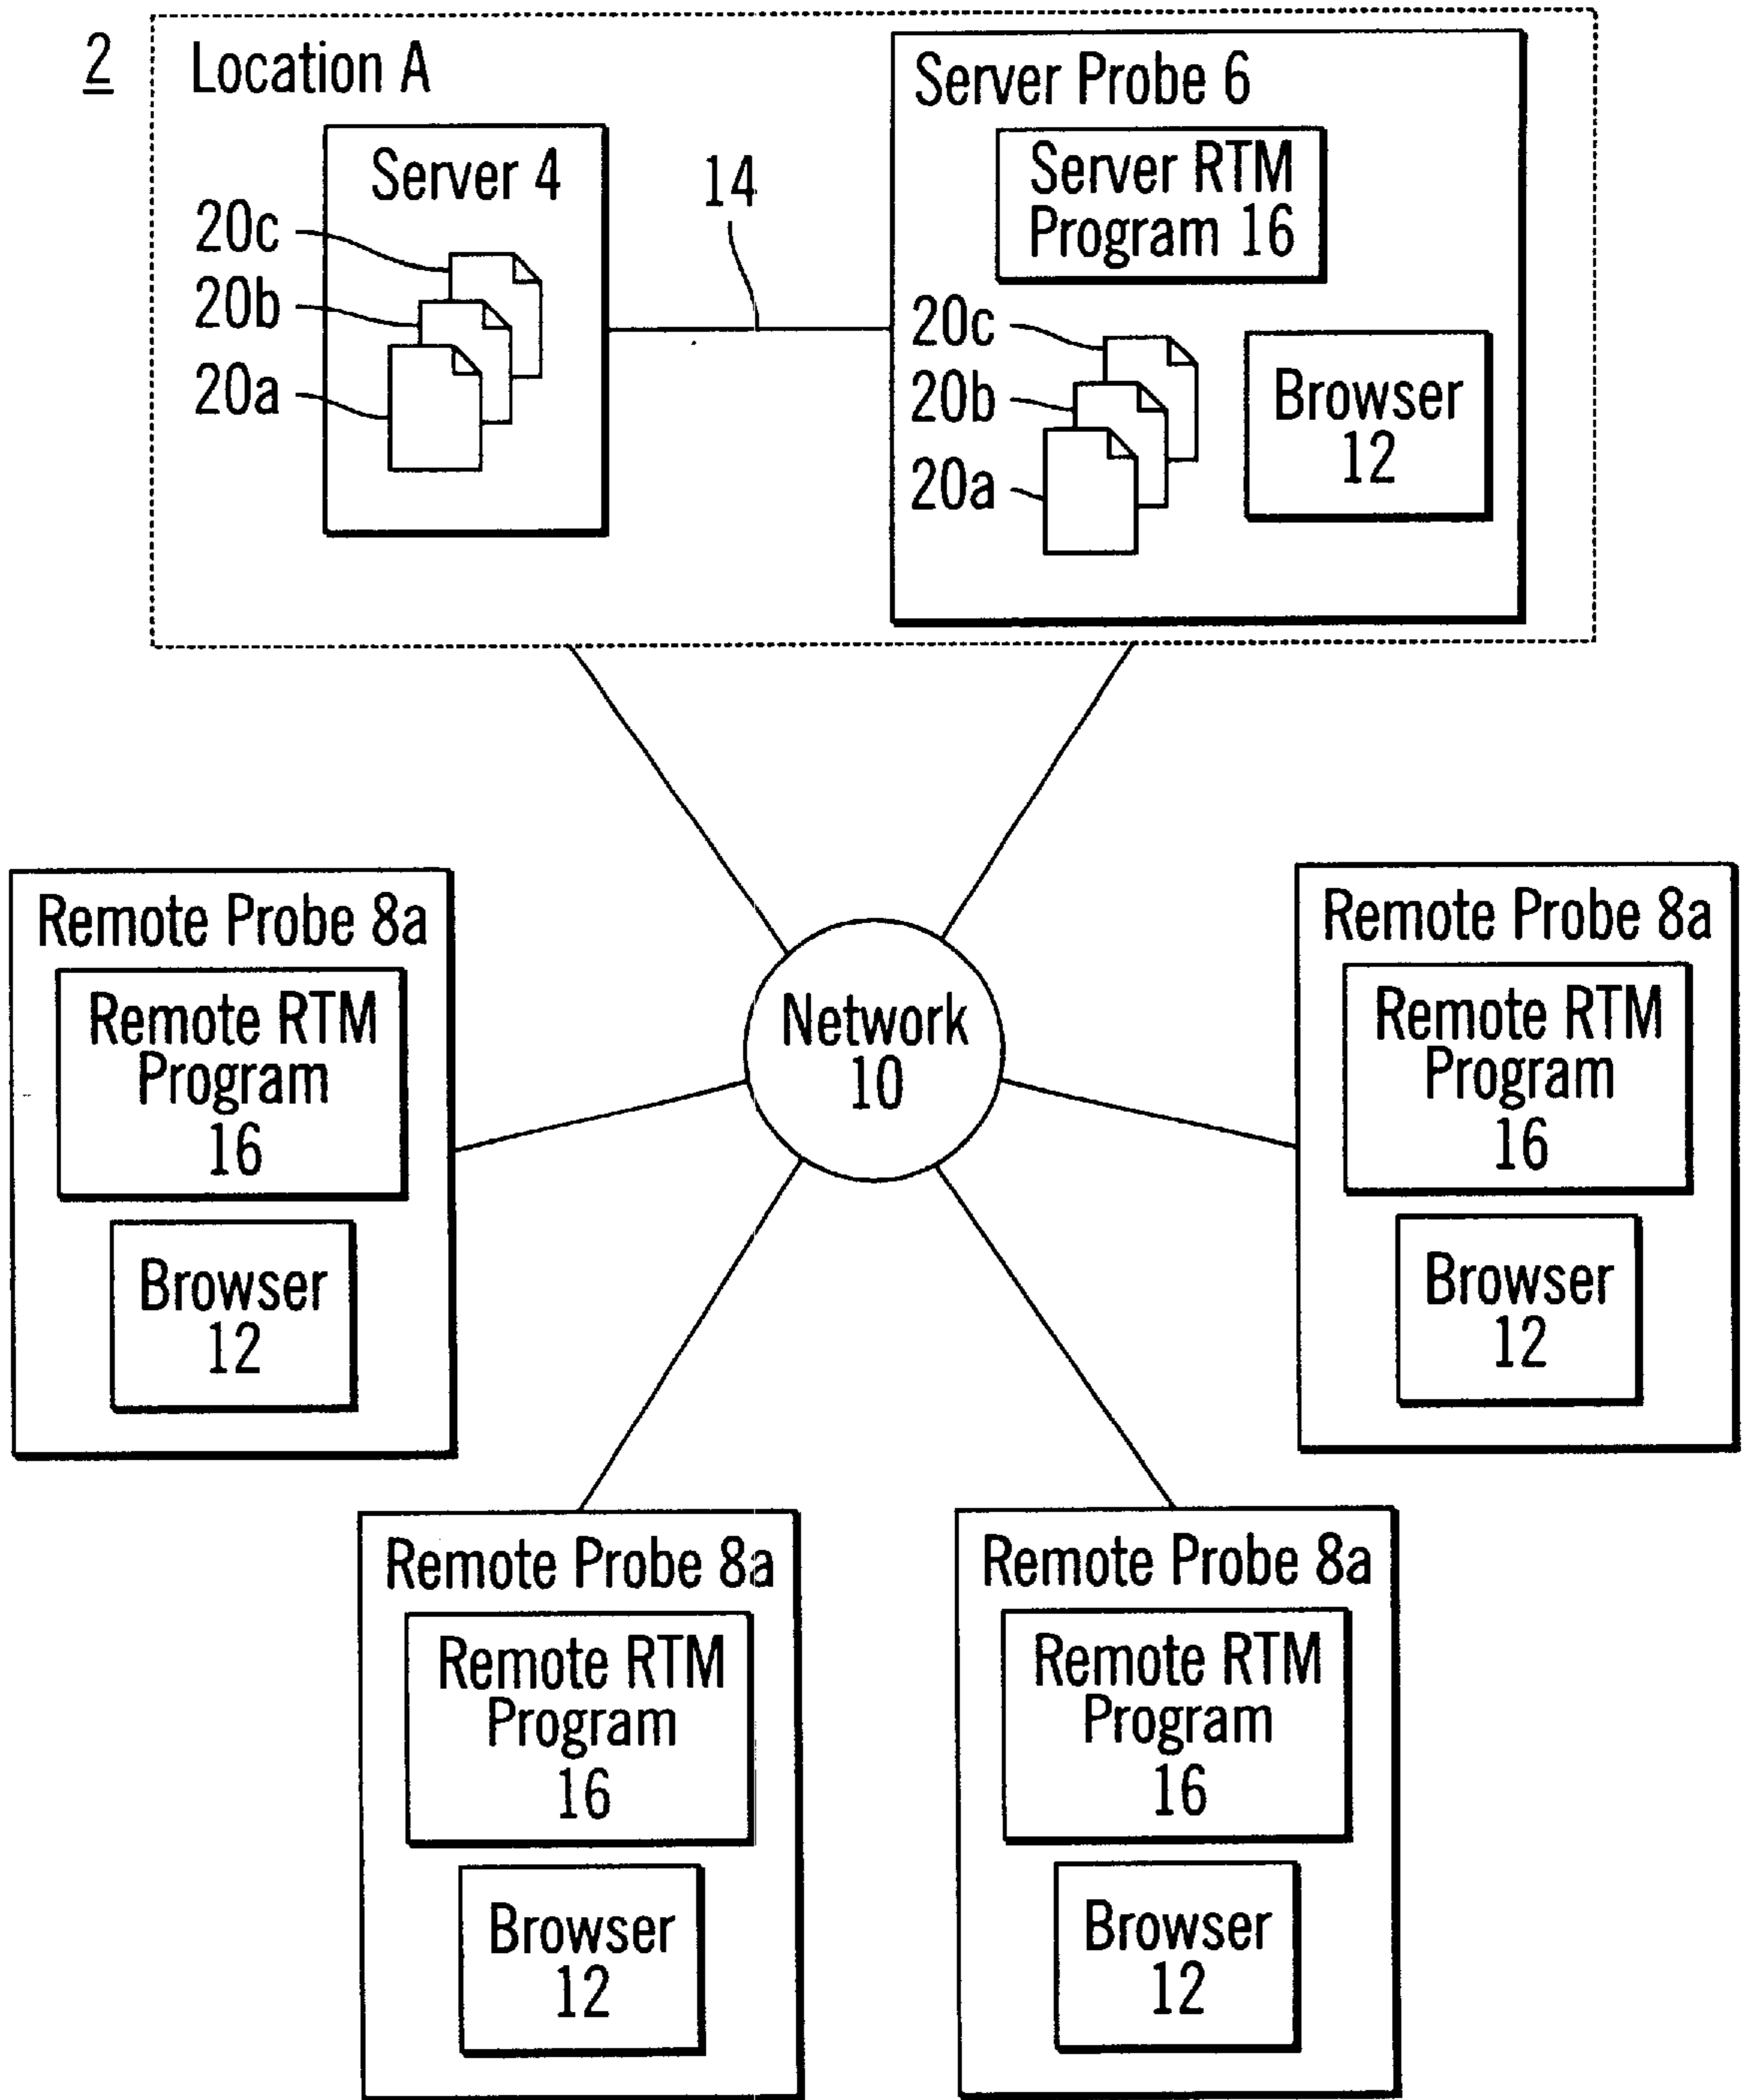 2
Location A
Server 4
20c
20b
20a
14
Server Probe 6
Server RTM
Program 16
20c
20b
20a
Browser
12
Network
10
Remote Probe 8a
Remote RTM
Program
16
Browser
12
Remote Probe 8a
Remote RTM
Program
16
Browser
12
Remote Probe 8a
Remote RTM
Program
16
Browser
12
Remote Probe 8a
Remote RTM
Program
16
Browser
12